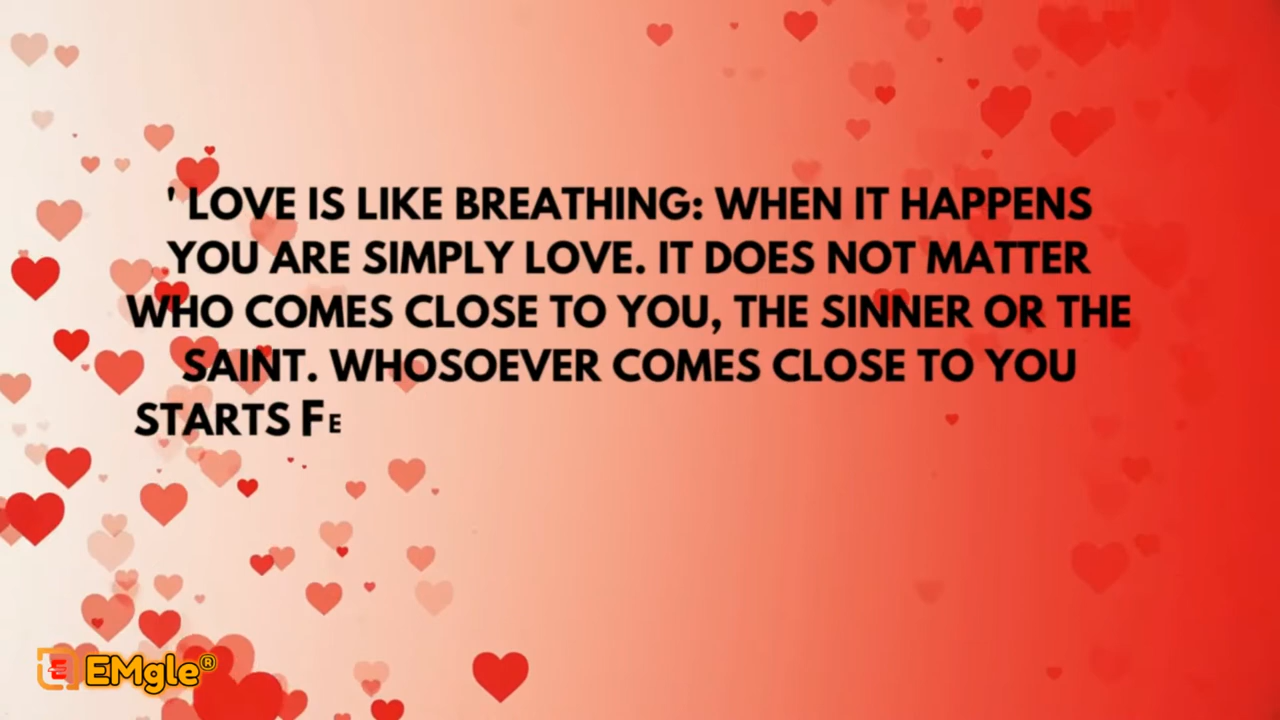 ' LOVE IS LIKE BREATHING: WHEN IT HAPPENS
YOU ARE SIMPLY LOVE. IT DOES NOT MATTER
WHO COMES CLOSE TO YOU, THE SINNER OR THE
SAINT. WHOSOEVER COMES CLOSE TO YOU
STARTS FE
EMgle®